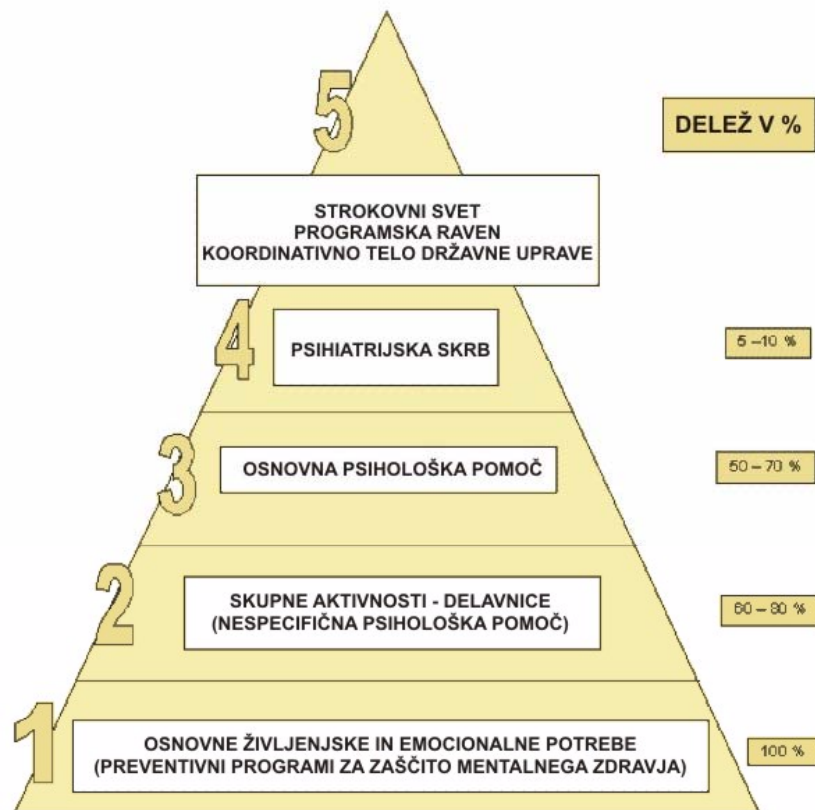 5
DELEŽ V %
STROKOVNI SVET
PROGRAMSKA RAVEN
KOORDINATIVNO TELO DRŽAVNE UPRAVE
4
PSIHIATRIJSKA SKRB
5 –10 %
3
OSNOVNA PSIHOLOŠKA POMOČ
50 – 70 %
2
SKUPNE AKTIVNOSTI - DELAVNICE
(NESPECIFIČNA PSIHOLOŠKA POMOČ)
60 – 80 %
1
OSNOVNE ŽIVLJENJSKE IN EMOCIONALNE POTREBE
(PREVENTIVNI PROGRAMI ZA ZAŠČITO MENTALNEGA ZDRAVJA)
100 %